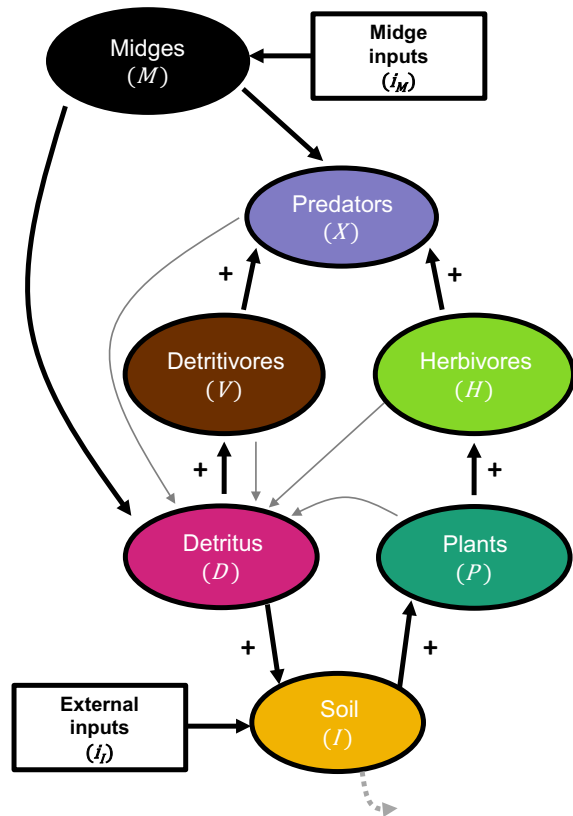 Midges
(M)
Midge
inputs
(i_M)
Predators
(X)
+
+
Detritivores
(V)
Herbivores
(H)
+
+
Detritus
(D)
Plants
(P)
+
+
External
inputs
(i_I)
Soil
(I)